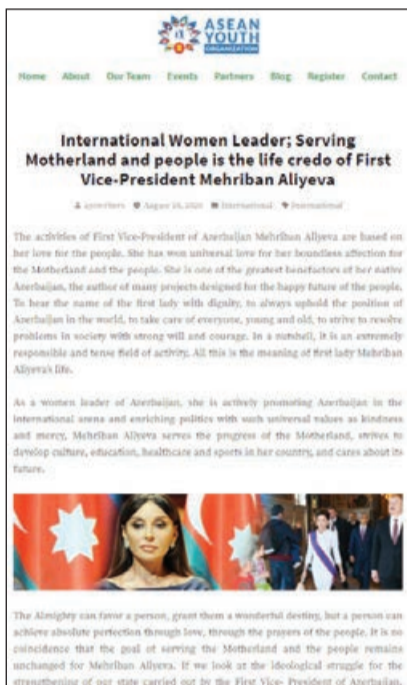 ASEAN
YOUTH
ORGANIZATION
Home About Our Team Events Partners Blog Register Contact
International Women Leader; Serving
Motherland and people is the life credo of First
Vice-President Mehriban Aliyeva
August 2020 International International
The activities of First Vice-President of Azerbaijan Mehriban Aliyeva are based on
her love for the people. She has won universal love for her boundless affection for
the Motherland and the people. She is one of the greatest benefactors of her native
Azerbaijan, the author of many projects designed for the happy future of the people.
To hear the name of the first lady with dignity, to always uphold the position of
Azerbaijan in the world, to take care of everyone, young and old, to strive to resolve
problems in society with strong will and courage. In a nutshell, it is an extremely
responsible and tense field of activity. All this is the meaning of first lady Mehriban
Aliyeva's life.
As a women leader of Azerbaijan, she is actively promoting Azerbaijan in the
international arena and enriching politics with such universal values as kindness
and mercy, Mehriban Aliyeva serves the progress of the Motherland, strives to
develop culture, education, healthcare and sports in her country, and cares about its
future.
The Almighty can favor a person, grant them a wonderful destiny, but a person can
achieve absolute perfection through love, through the prayers of the people. It is no
coincidence that the goal of serving the Motherland and the people remains
unchanged for Mehriban Aliyeva. If we look at the ideological struggle for the
strengthening of our state carried out by the First Vice- President of Azerbaijan,